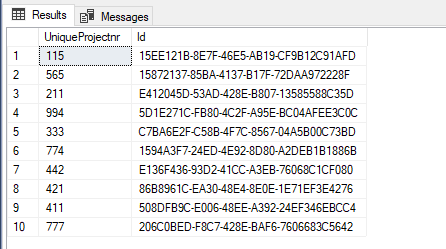 Results Messages
UniqueProjectnr Id
1 115 15EE121B-8E7F-46E5-AB19-CF9B12C91AFD
2 565 15872137-85BA-4137-B17F-72DAA972228F
3 211 E412045D-53AD-428E-B807-13585588C35D
4 994 5D1E271C-FB80-4C2F-A95E-BC04AFEE3C0C
5 333 C7BA6E2F-C58B-4F7C-8567-04A5B00C73BD
6 774 1594A3F7-24ED-4E92-8D80-A2DEB1B1886B
7 442 E136F436-93D2-41CC-A3EB-76068C1CF080
8 421 86B8961C-EA30-48E4-8E0E-1E71EF3E4276
9 411 508DFB9C-E006-48EE-A392-24EF346EBCC4
10 777 206C0BED-F8C7-428E-BAF6-7606683C5642